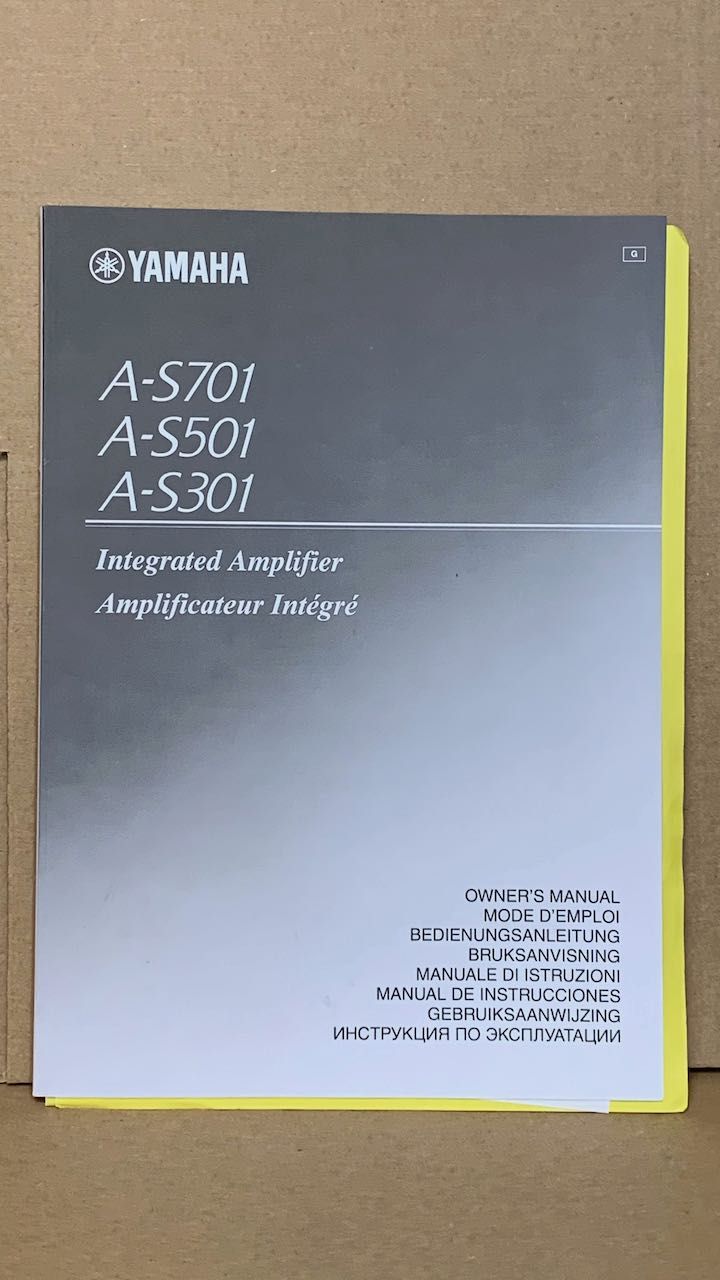 YAMAHA
G
A-S701
A-S501
A-S301
Integrated Amplifier
Amplificateur Intégré
OWNER'S MANUAL
MODE D'EMPLOI
BEDIENUNGSANLEITUNG
BRUKSANVISNING
MANUALE DI ISTRUZIONI
MANUAL DE INSTRUCCIONES
GEBRUIKSAANWIJZING
ИНСТРУКЦИЯ ПО ЭКСПЛУАТАЦИИ